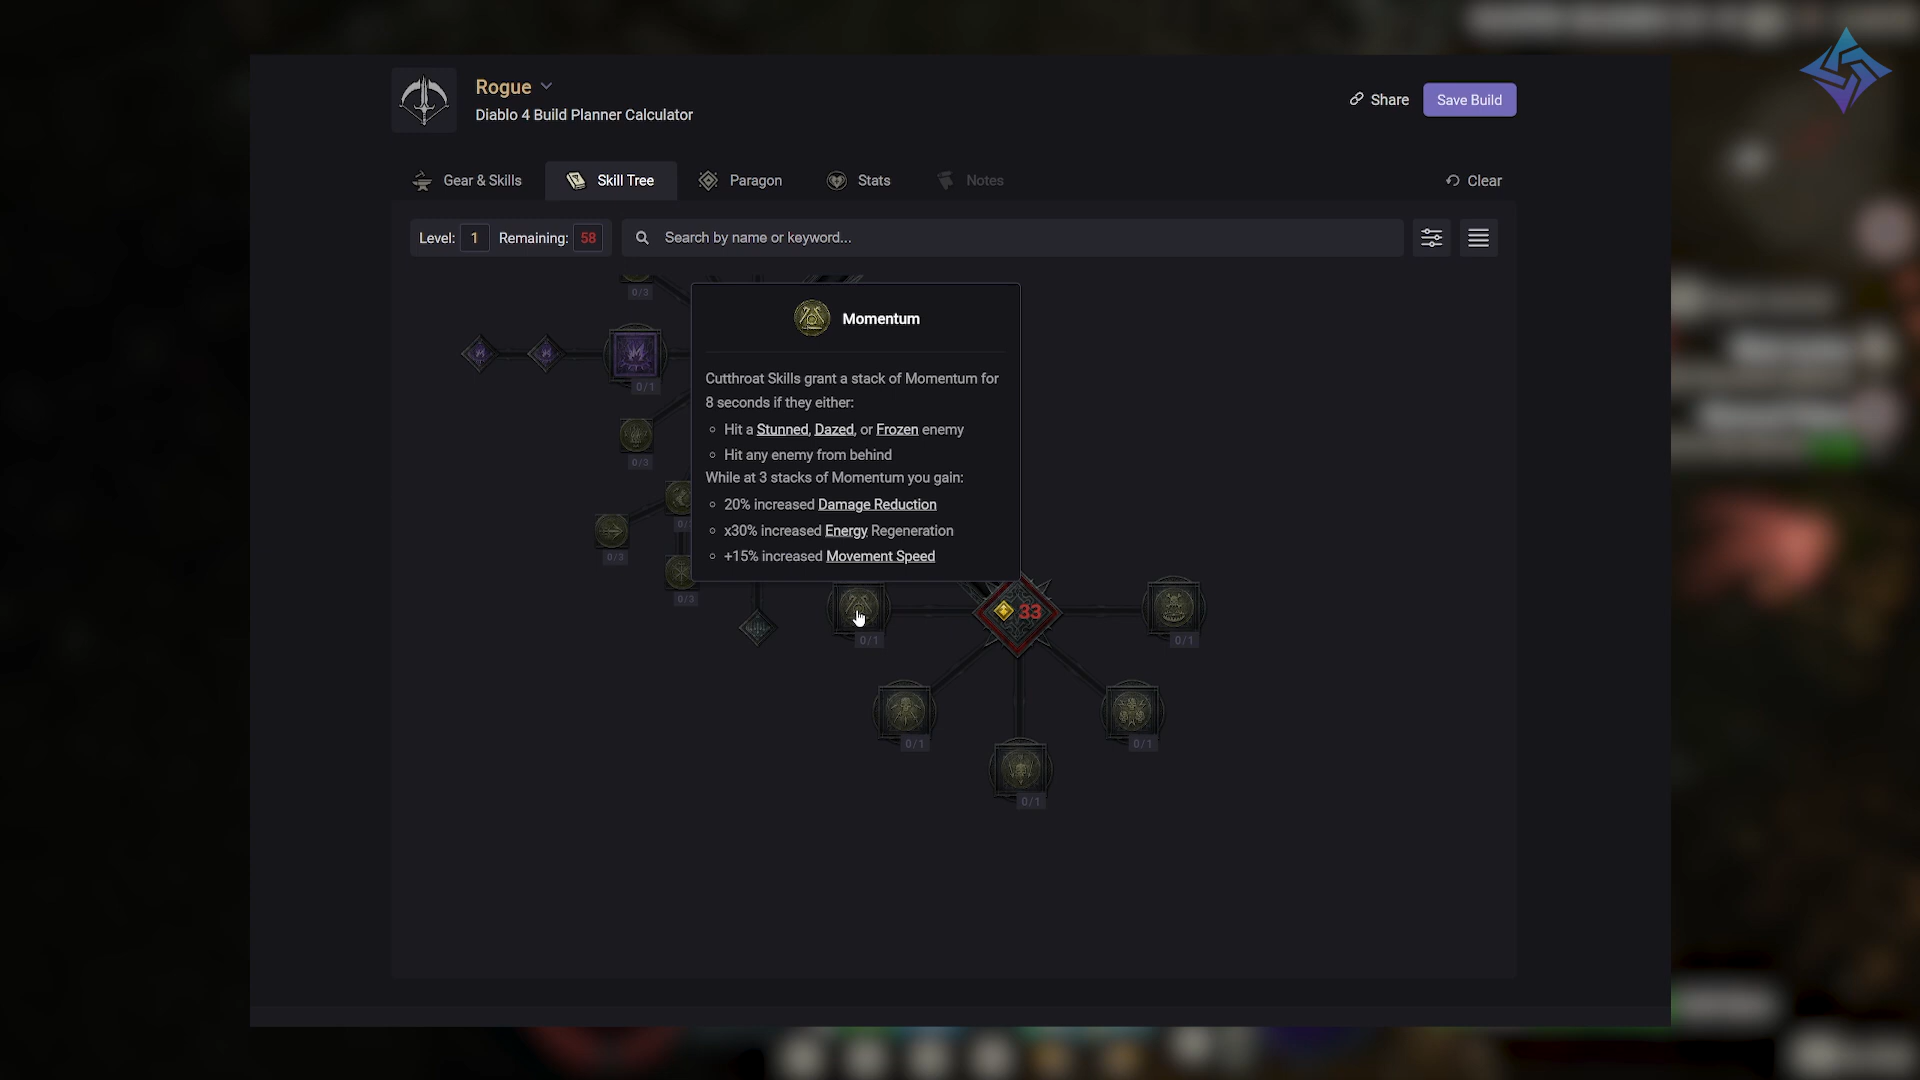 Rogue
Diablo 4 Build Planner Calculator
Share
Save Build
Gear & Skills
Skill Tree
Paragon
Stats
Notes
Clear
Level: 1 Remaining: 58
Search by name or keyword...
0/3
Momentum
Cutthroat Skills grant a stack of Momentum for
8 seconds if they either:
Hit a Stunned, Dazed, or Frozen enemy
Hit any enemy from behind
While at 3 stacks of Momentum you gain:
20% increased Damage Reduction
x30% increased Energy Regeneration
+15% increased Movement Speed
0/1
0/3
0/3
0/3
33
0/1
0/1
0/1
0/1
0/1